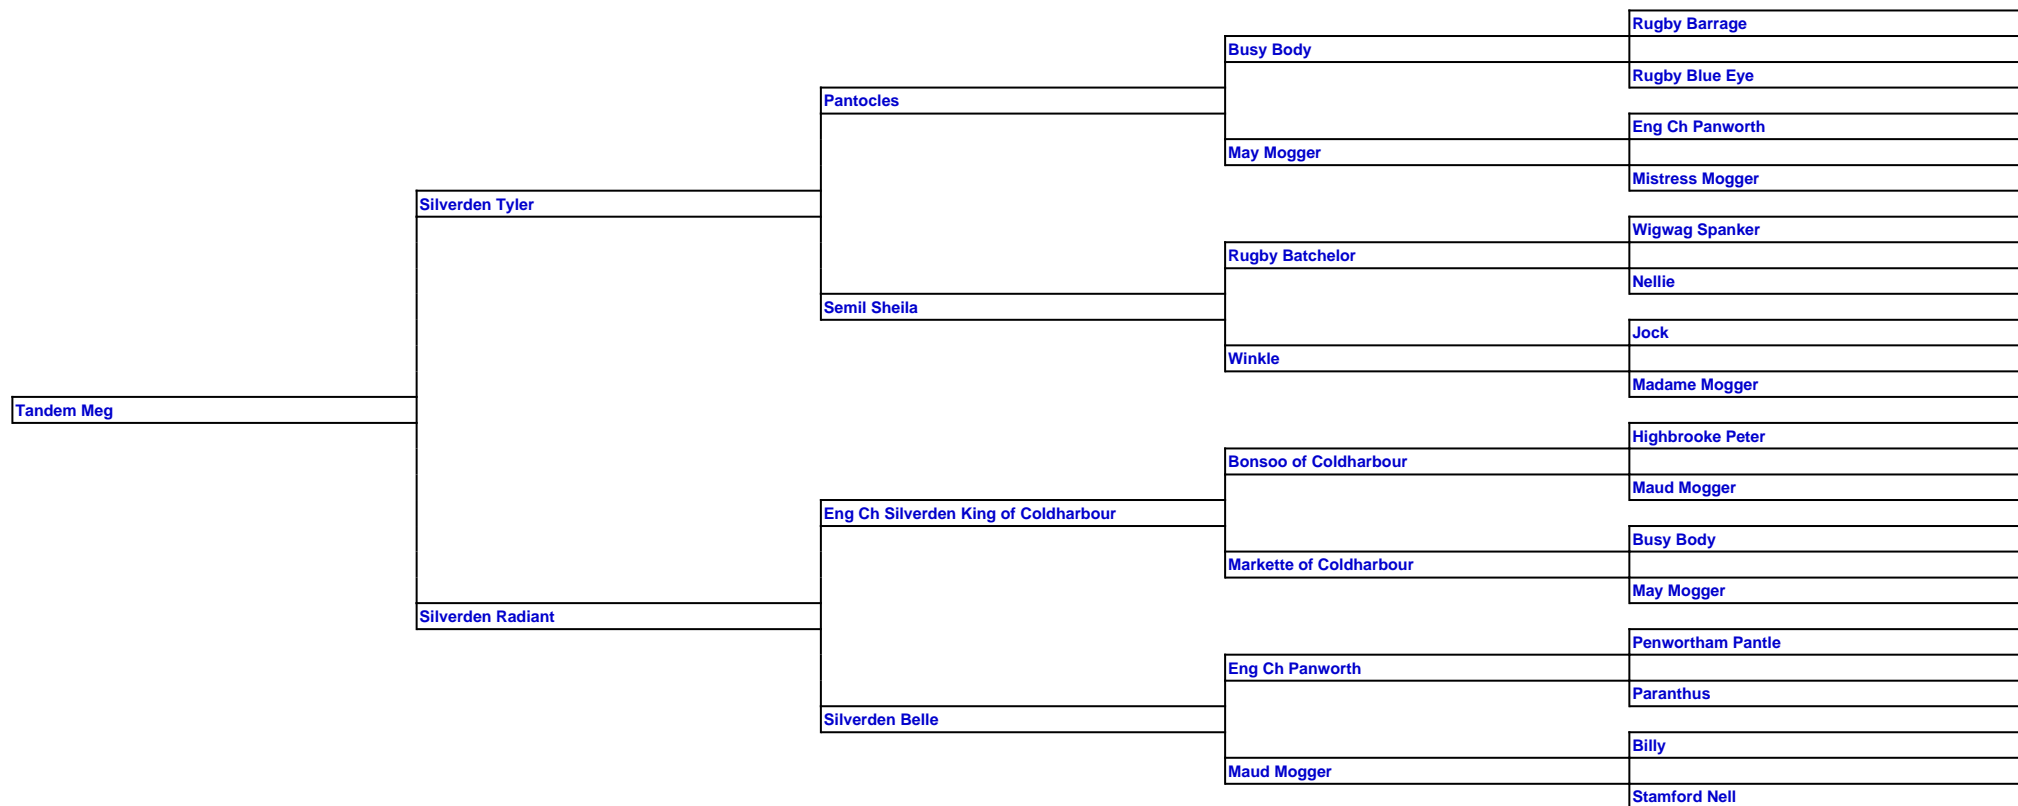 Rugby Barrage
Busy Body
Rugby Blue Eye
Pantocles
Eng Ch Panworth
May Mogger
Mistress Mogger
Silverden Tyler
Wigwag Spanker
Rugby Batchelor
Nellie
Semil Sheila
Jock
Winkle
Madame Mogger
Tandem Meg
Highbrooke Peter
Bonsoo of Coldharbour
Maud Mogger
Eng Ch Silverden King of Coldharbour
Busy Body
Markette of Coldharbour
May Mogger
Silverden Radiant
Penwortham Pantle
Eng Ch Panworth
Paranthus
Silverden Belle
Billy
Maud Mogger
Stamford Nell